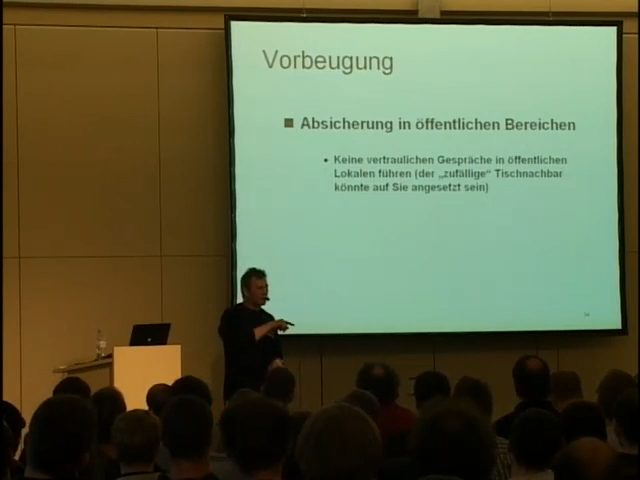 Vorbeugung
Absicherung in öffentlichen Bereichen
Keine vertraulichen Gespräche in öffentlichen
Lokalen führen (der „zufällige“ Tischnachbar
könnte auf Sie angesetzt sein)